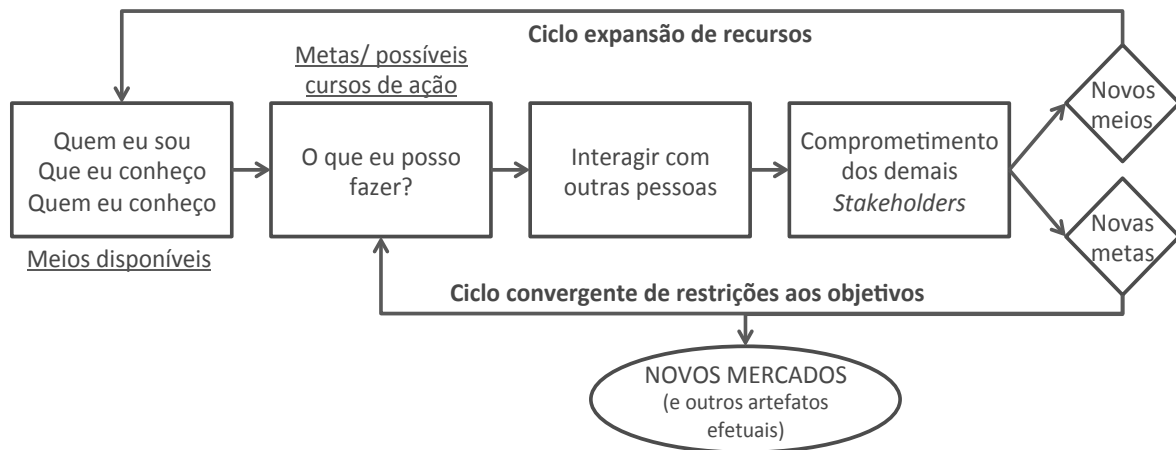 Ciclo expansão de recursos
Metas/ possíveis
cursos de ação
Quem eu sou
Que eu conheço
Quem eu conheço
Meios disponíveis
O que eu posso
fazer?
Interagir com
outras pessoas
Comprometimento
dos demais
Stakeholders
Novos
meios
Novas
metas
Ciclo convergente de restrições aos objetivos
NOVOS MERCADOS
(e outros artefatos
efetuais)